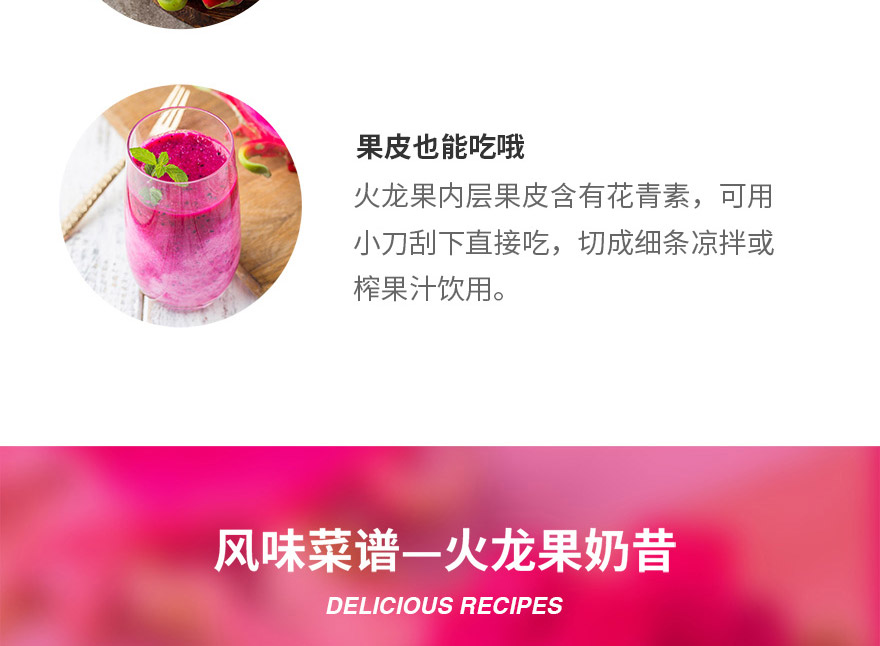 果皮也能吃哦
火龙果内层果皮含有花青素，可用
小刀刮下直接吃，切成细条凉拌或
榨果汁饮用。
风味菜谱—火龙果奶昔
DELICIOUS RECIPES